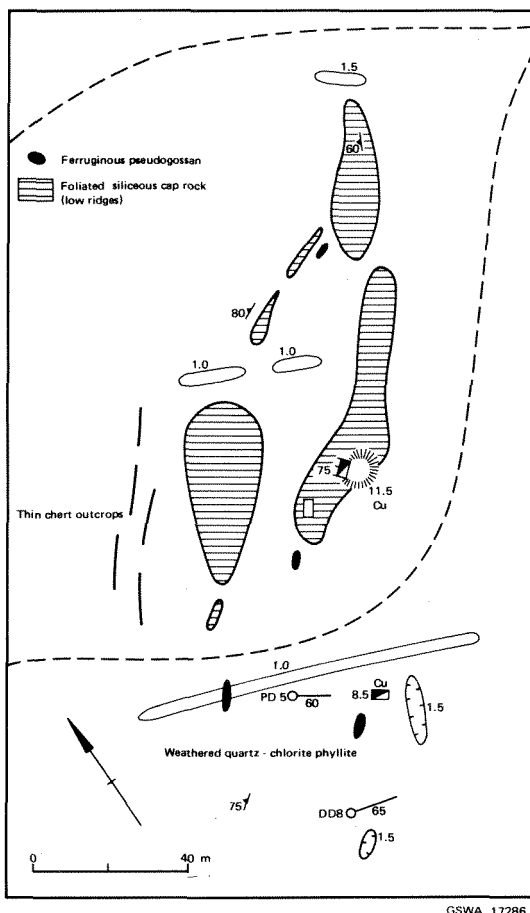 1.5
60
Ferruginous pseudogossan
Foliated siliceous cap rock
(low ridges)
80
1.0
1.0
75
11.5
Cu
Thin chert outcrops
1.0
Cu
PD 5
60
8.5
1.5
Weathered quartz - chlorite phyllite
75
DD8
65
1.5
0
40 m
GSWA 17286